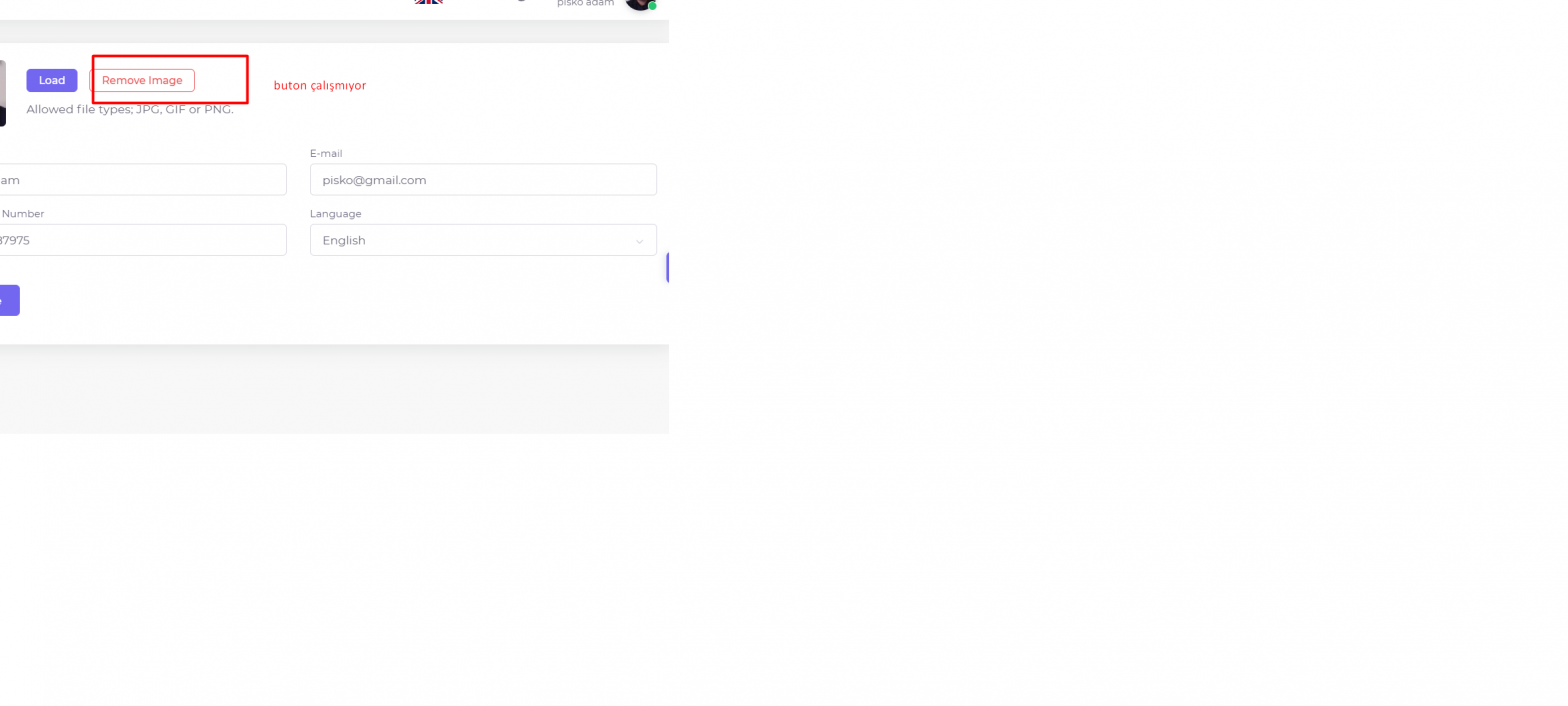 pisko adam
Load
Remove Image
buton çalışmıyor
Allowed file types; JPG, GIF or PNG.
E-mail
pisko@gmail.com
Number
Language
37975
English